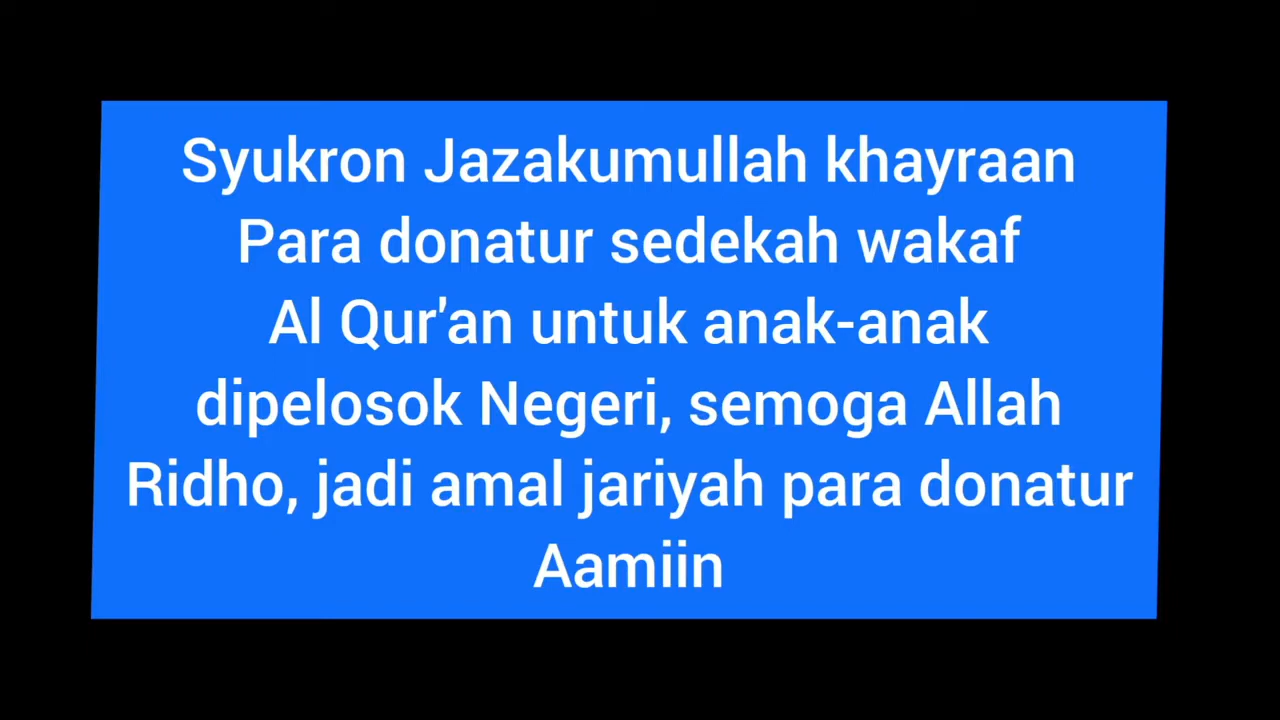 Syukron Jazakumullah khayraan
Para donatur sedekah wakaf
Al Qur'an untuk anak-anak
dipelosok Negeri, semoga Allah
Ridho, jadi amal jariyah para donatur
Aamiin